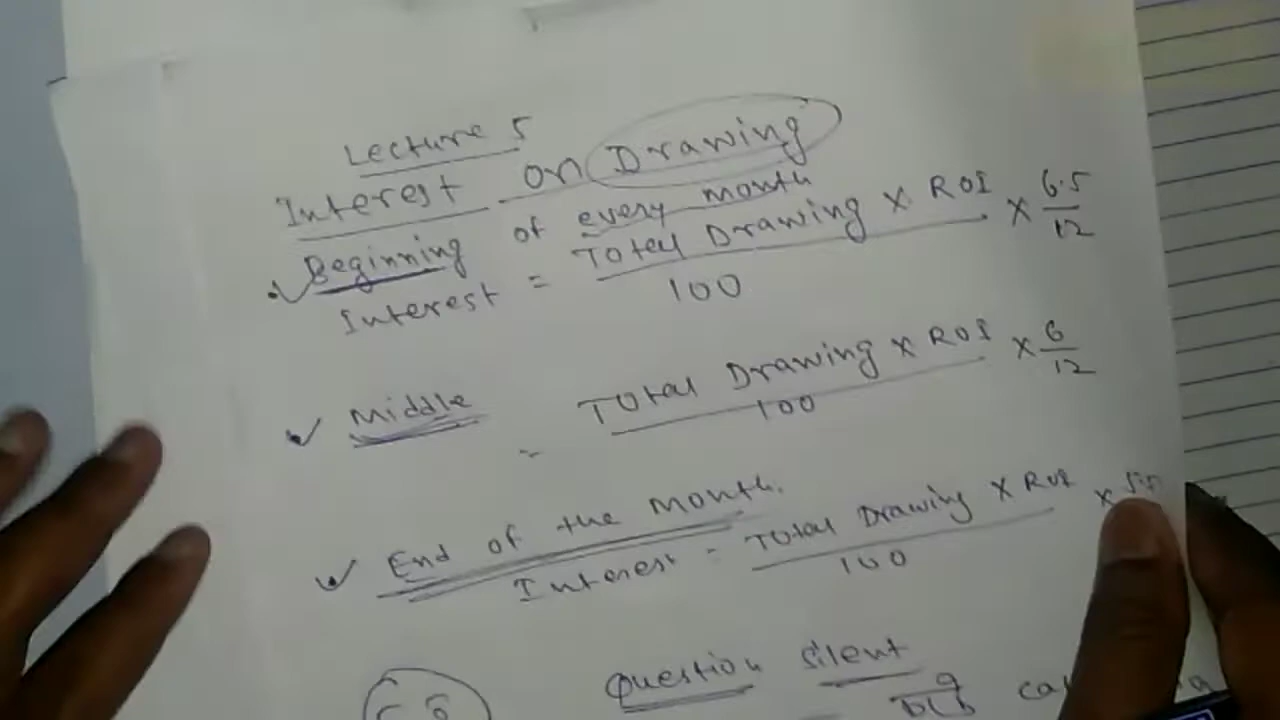 Lecture 5
Interest on Drawing
Beginning of every month
Interest = Total Drawing X ROI / 100 X 6.5 / 12
Middle = Total Drawing X ROI / 100 X 6 / 12
End of the Month.
Interest = Total Drawing X ROI / 100 X
Question silent